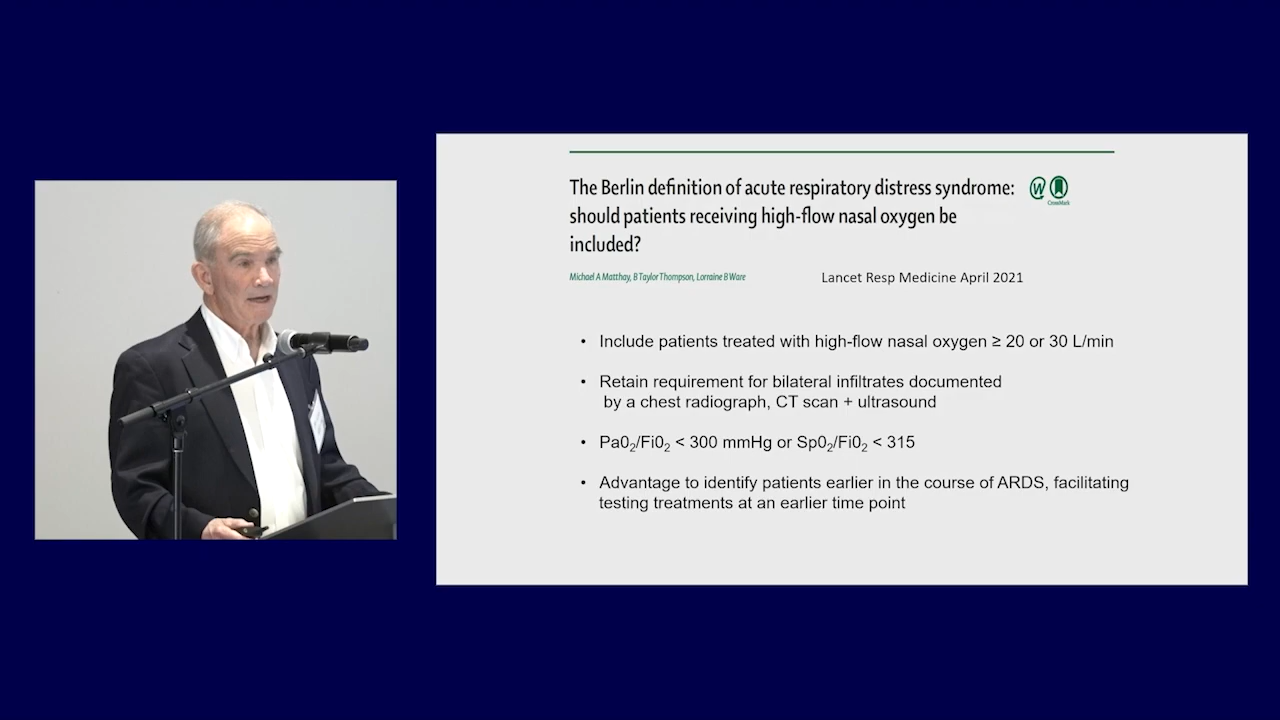 The Berlin definition of acute respiratory distress syndrome:
should patients receiving high-flow nasal oxygen be
included?
CrossMark
Michael A Matthay, B Taylor Thompson, Lorraine B Ware
Lancet Resp Medicine April 2021
• Include patients treated with high-flow nasal oxygen ≥ 20 or 30 L/min
• Retain requirement for bilateral infiltrates documented
by a chest radiograph, CT scan + ultrasound
• Pa0₂/Fi0₂ < 300 mmHg or Sp0₂/Fi0₂ < 315
• Advantage to identify patients earlier in the course of ARDS, facilitating
testing treatments at an earlier time point